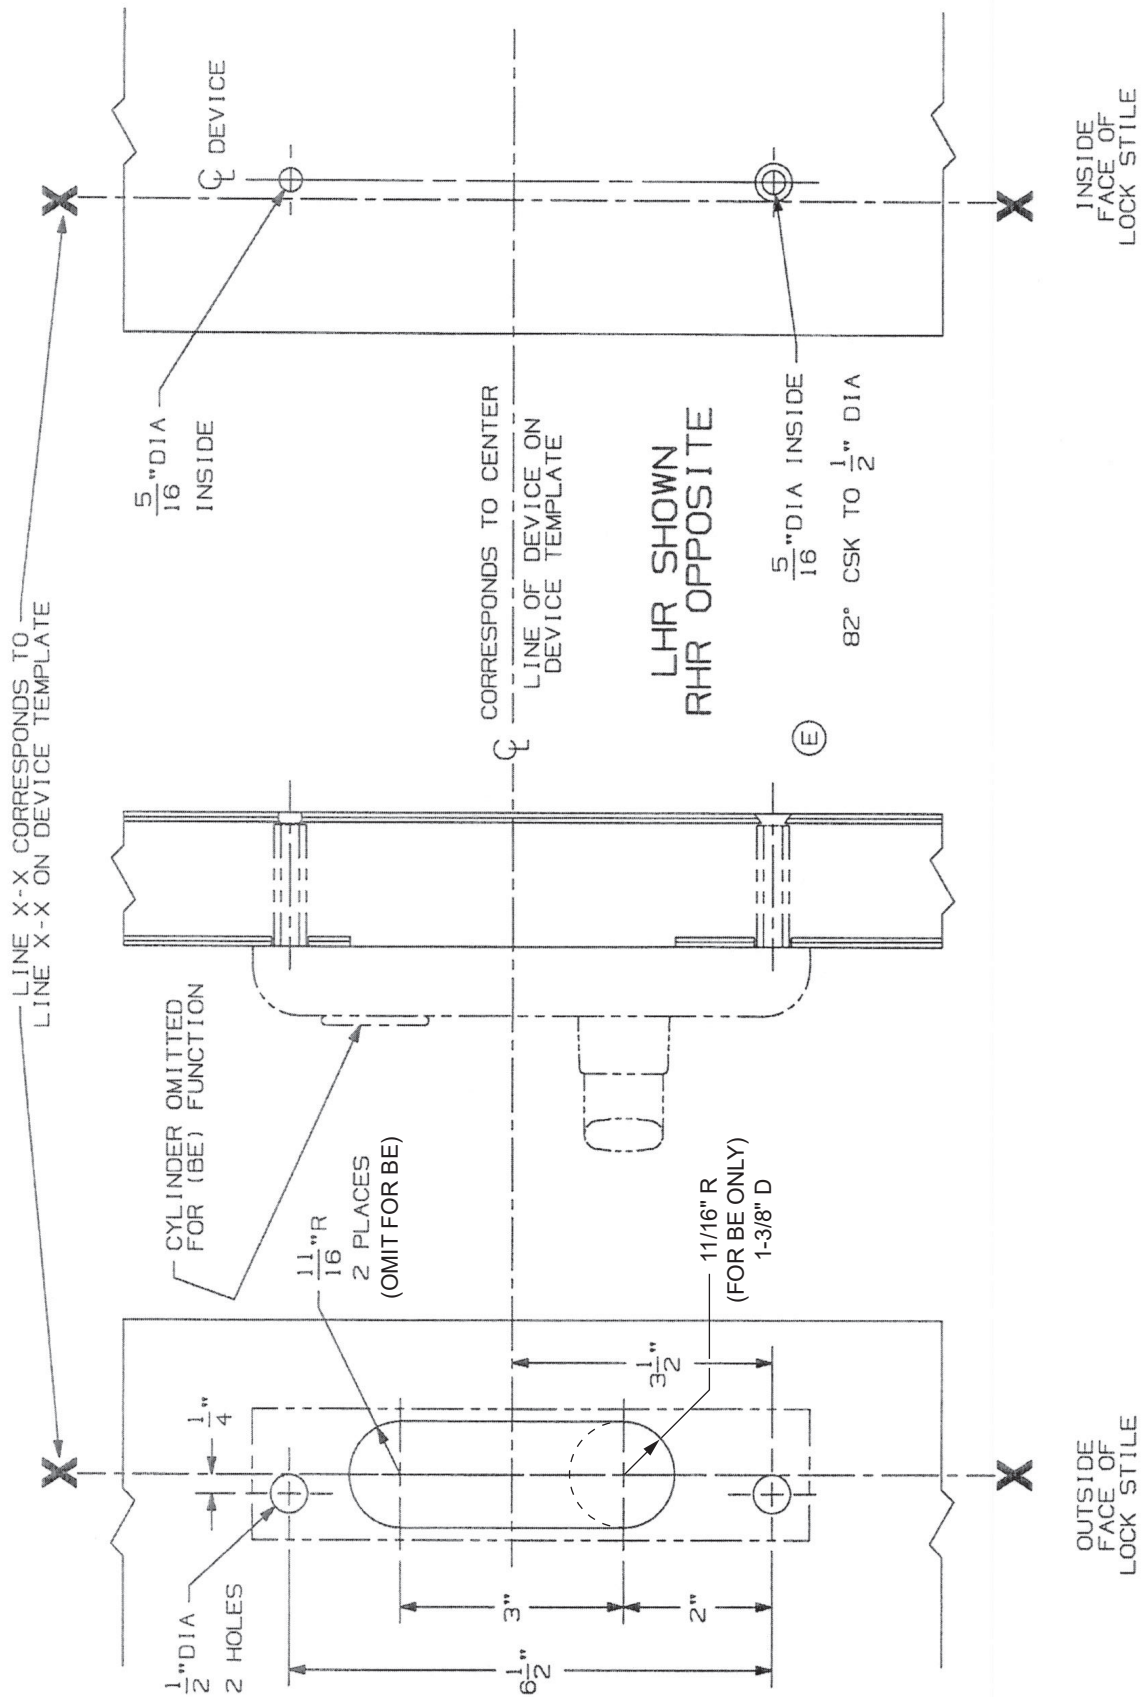 LINE X-X CORRESPONDS TO
LINE X-X ON DEVICE TEMPLATE
X
X
1/2"DIA
2 HOLES
1/4"
CYLINDER OMITTED
FOR (BE) FUNCTION
11/16"R
2 PLACES
(OMIT FOR BE)
6 1/2"
3"
2"
3 1/2"
11/16" R
(FOR BE ONLY)
1-3/8" D
X
OUTSIDE
FACE OF
LOCK STILE
5/16"DIA
INSIDE
℄ DEVICE
℄
CORRESPONDS TO CENTER
LINE OF DEVICE ON
DEVICE TEMPLATE
LHR SHOWN
RHR OPPOSITE
E
5/16"DIA INSIDE
82° CSK TO 1/2" DIA
X
INSIDE
FACE OF
LOCK STILE